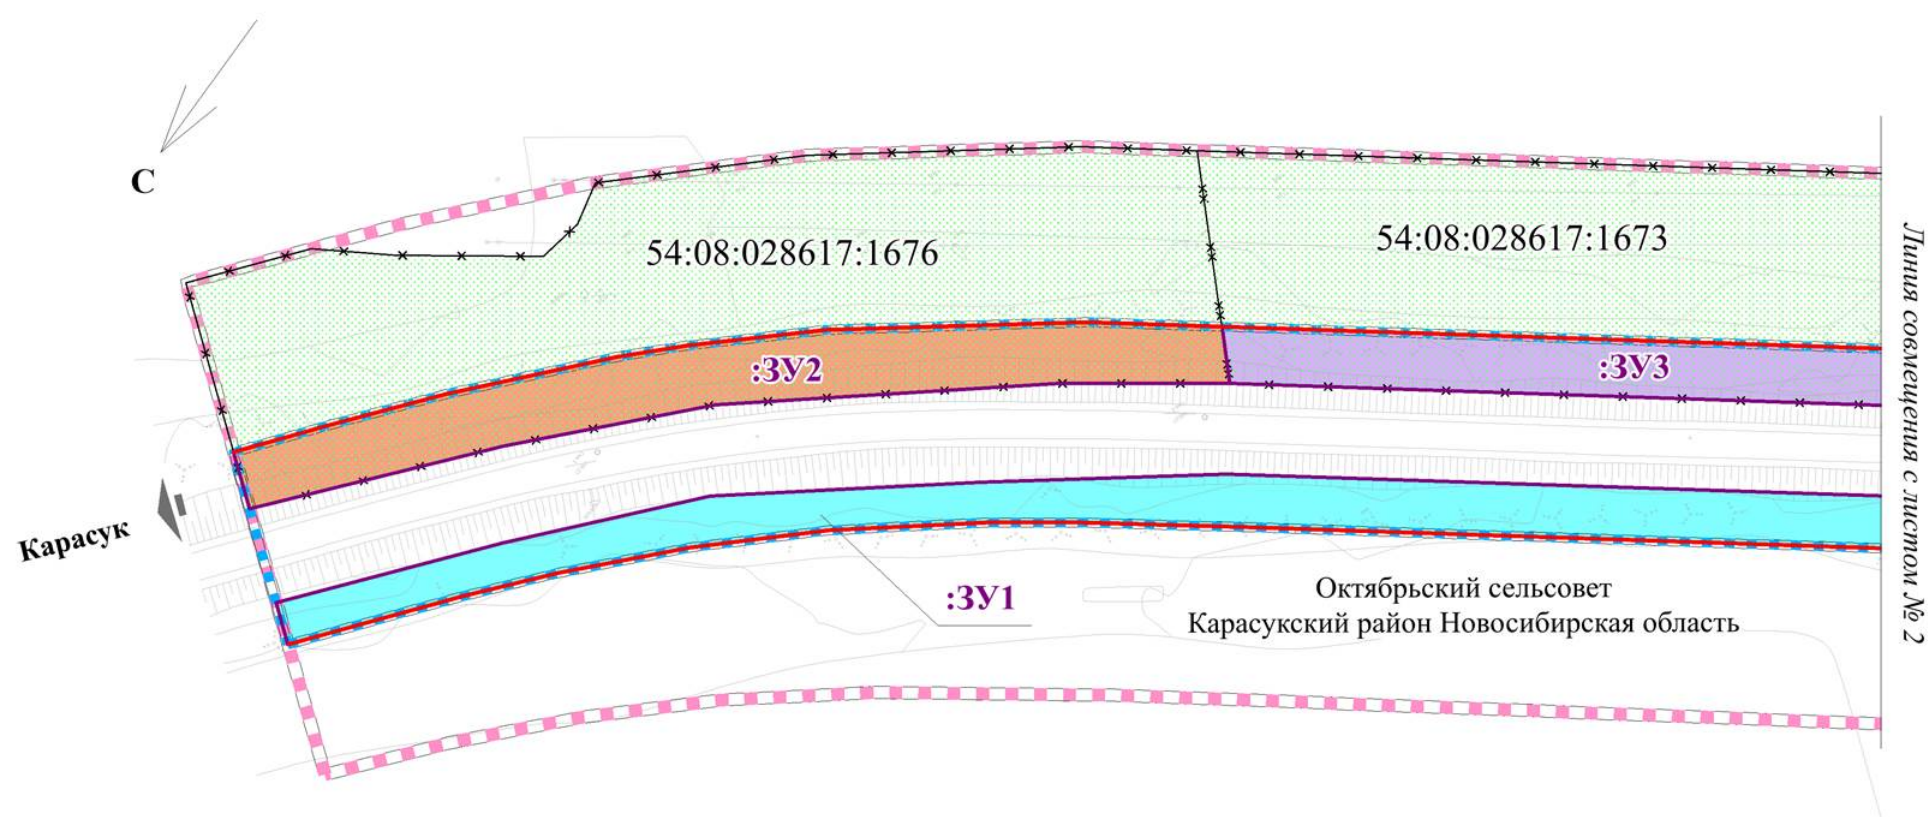 С
54:08:028617:1676
54:08:028617:1673
:ЗУ2
:ЗУ3
Карасук
:ЗУ1
Октябрьский сельсовет
Карасукский район Новосибирская область
Линия совмещения с листом № 2